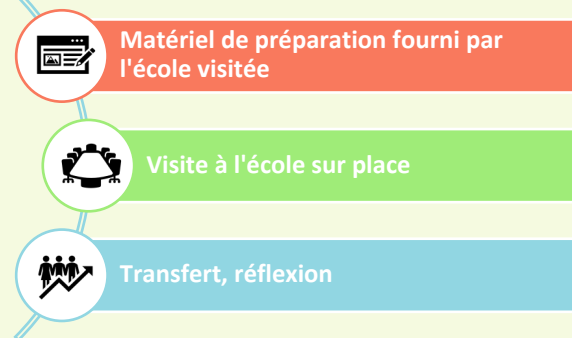 Matériel de préparation fourni par
l'école visitée
Visite à l'école sur place
Transfert, réflexion